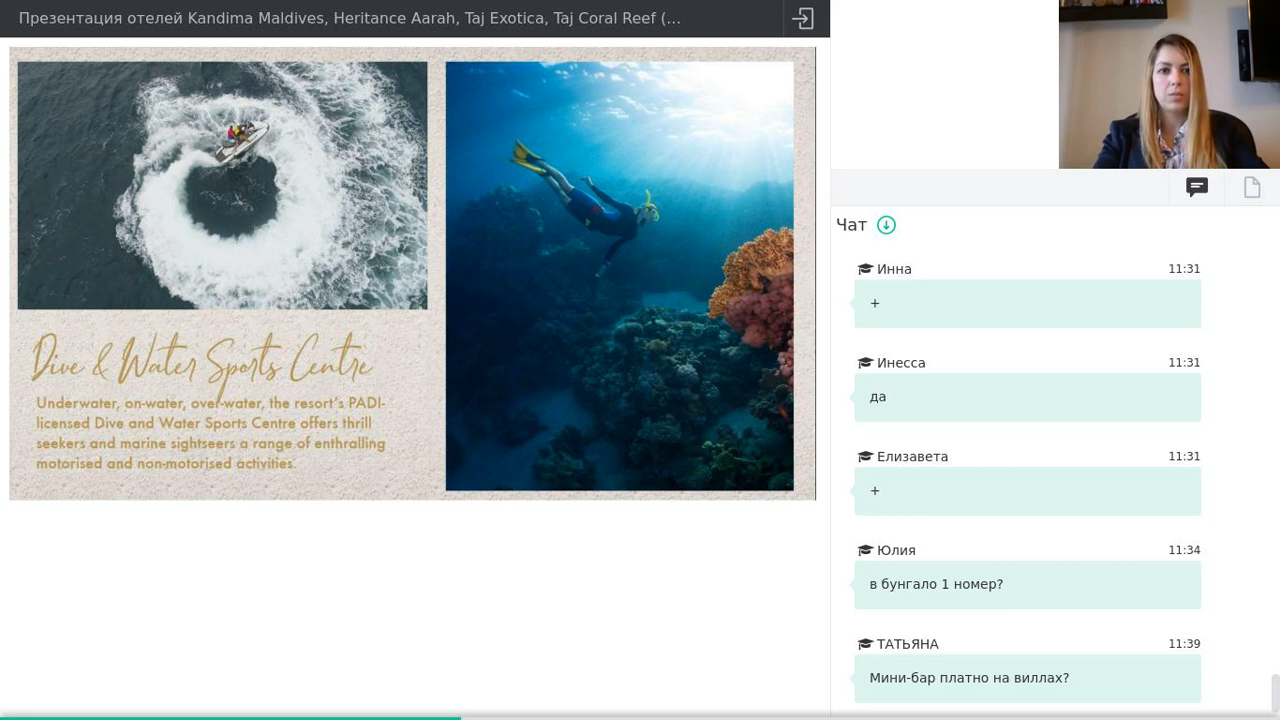 Презентация отелей Kandima Maldives, Heritance Aarah, Taj Exotica, Taj Coral Reef (...
Dive & Water Sports Centre
Underwater, on-water, over-water, the resort's PADI-
licensed Dive and Water Sports Centre offers thrill
seekers and marine sightseers a range of enthralling
motorised and non-motorised activities.
Чат
Инна 11:31
+
Инесса 11:31
да
Елизавета 11:31
+
Юлия 11:34
в бунгало 1 номер?
ТАТЬЯНА 11:39
Мини-бар платно на виллах?